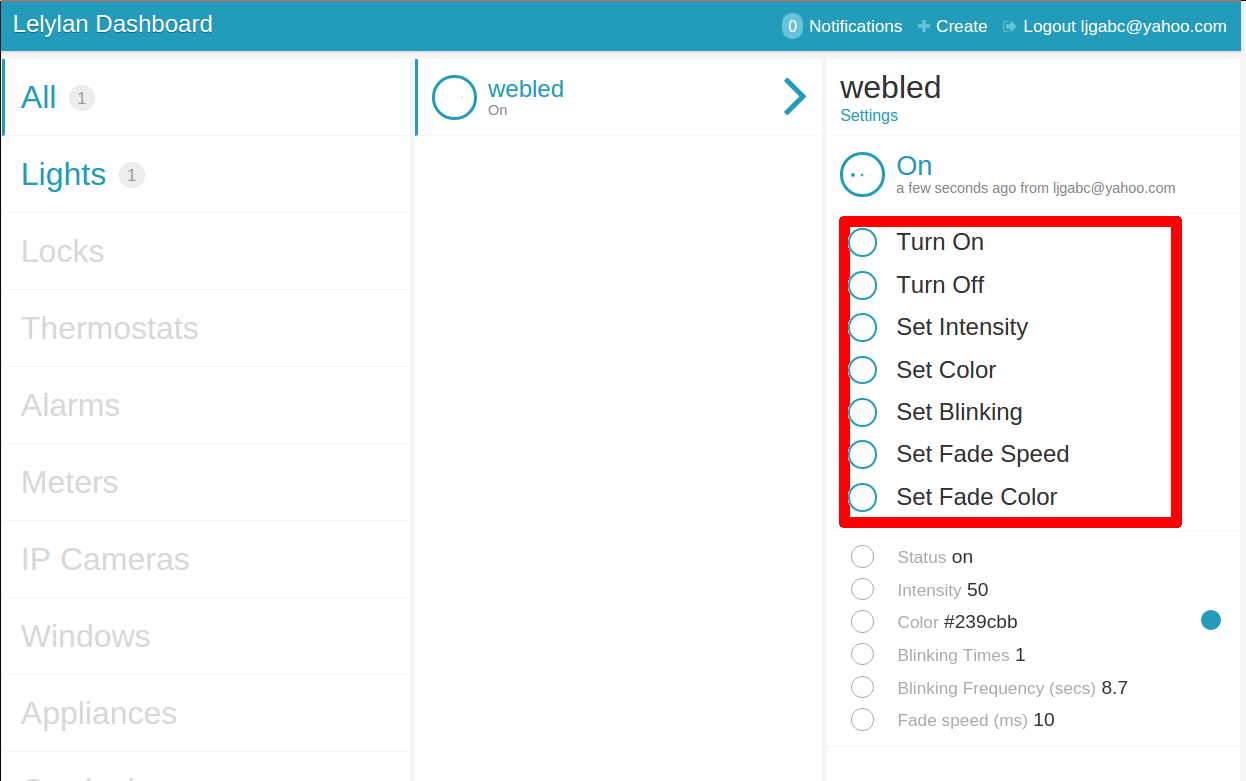 Lelylan Dashboard
0 Notifications Create Logout ljgabc@yahoo.com
All 1
Lights 1
Locks
Thermostats
Alarms
Meters
IP Cameras
Windows
Appliances
webled
On
webled
Settings
On
a few seconds ago from ljgabc@yahoo.com
Turn On
Turn Off
Set Intensity
Set Color
Set Blinking
Set Fade Speed
Set Fade Color
Status on
Intensity 50
Color #239cbb
Blinking Times 1
Blinking Frequency (secs) 8.7
Fade speed (ms) 10